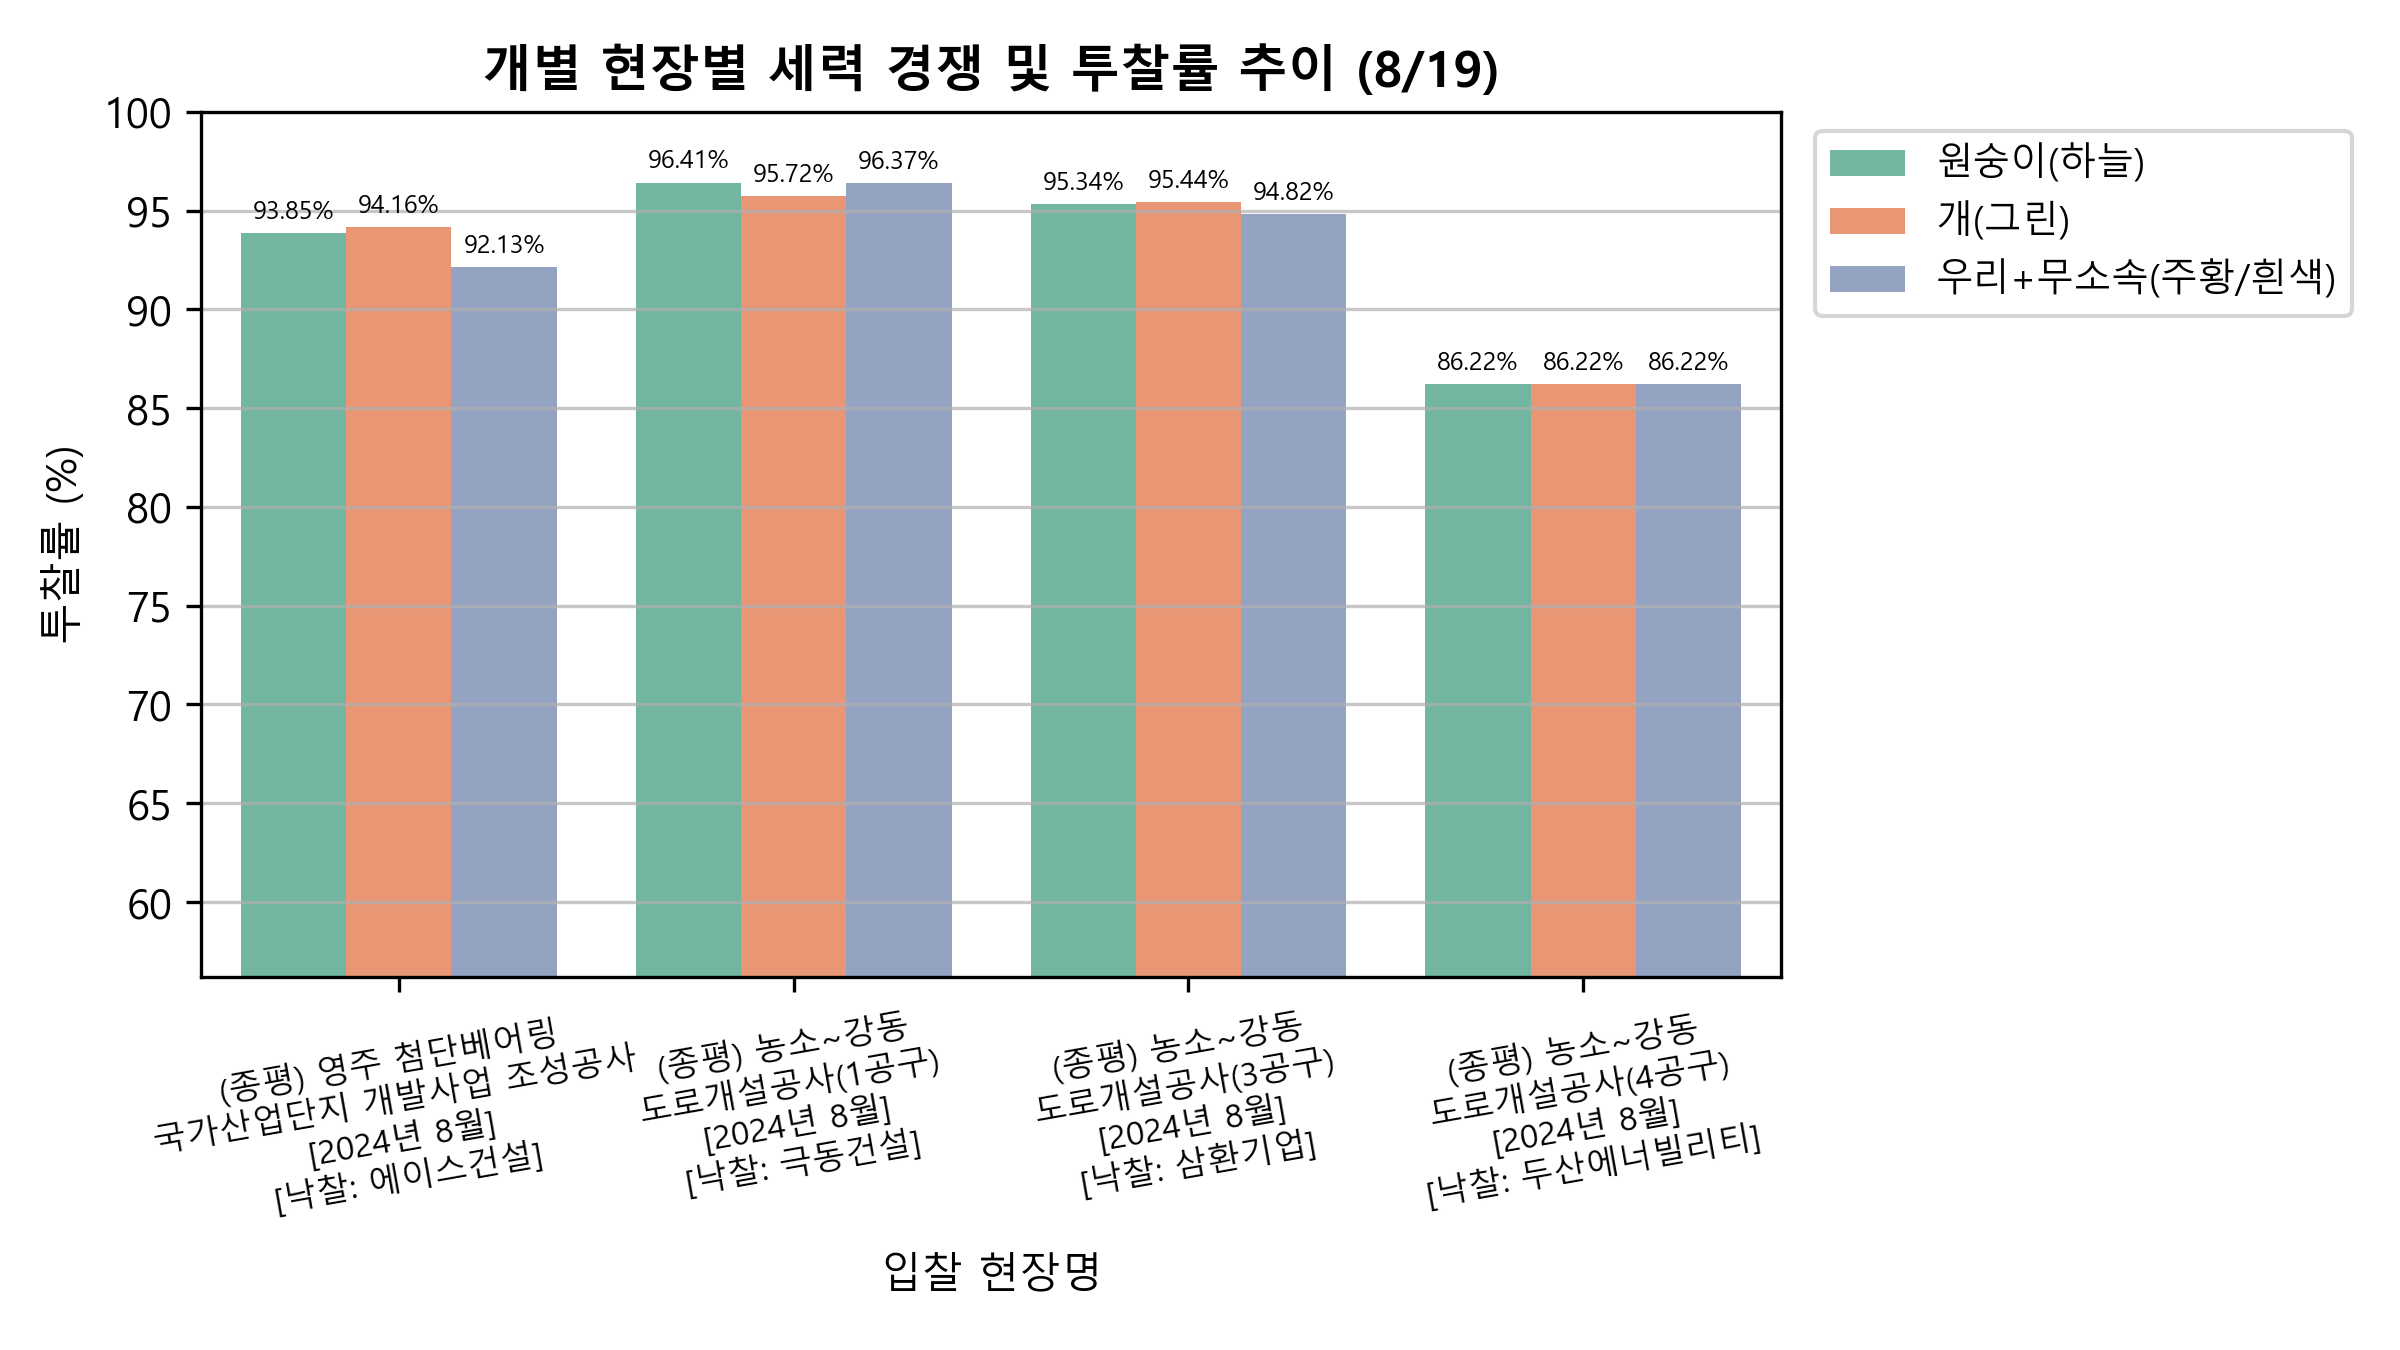 개별 현장별 세력 경쟁 및 투찰률 추이 (8/19)
투찰률 (%)
100
95
90
85
80
75
70
65
60
93.85%
94.16%
92.13%
96.41%
95.72%
96.37%
95.34%
95.44%
94.82%
86.22%
86.22%
86.22%
원숭이(하늘)
개(그린)
우리+무소속(주황/흰색)
(종평) 영주 첨단베어링
국가산업단지 개발사업 조성공사
[2024년 8월]
[낙찰: 에이스건설]
(종평) 농소~강동
도로개설공사(1공구)
[2024년 8월]
[낙찰: 극동건설]
(종평) 농소~강동
도로개설공사(3공구)
[2024년 8월]
[낙찰: 삼환기업]
(종평) 농소~강동
도로개설공사(4공구)
[2024년 8월]
[낙찰: 두산에너빌리티]
입찰 현장명